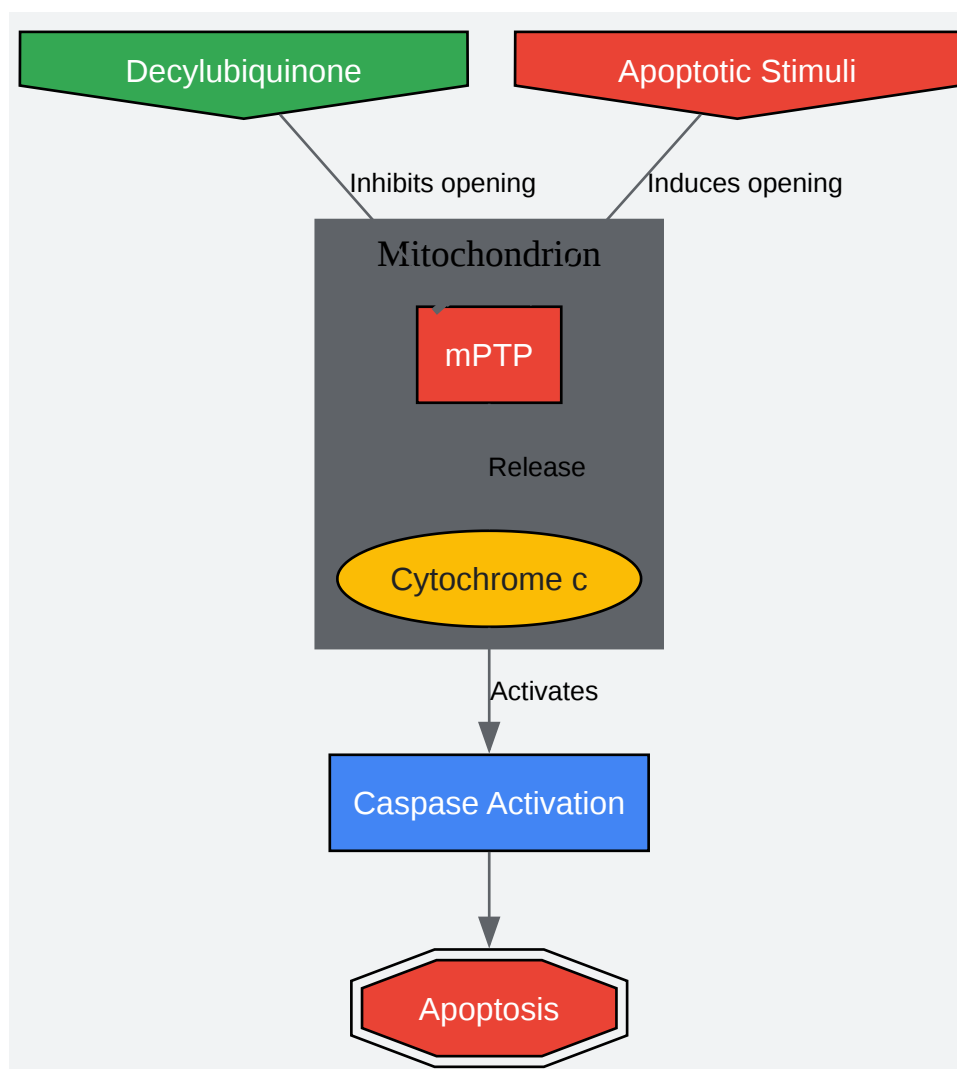 Decylubiquinone
Apoptotic Stimuli
Inhibits opening
Induces opening
Mitochondrion
mPTP
Release
Cytochrome c
Activates
Caspase Activation
Apoptosis